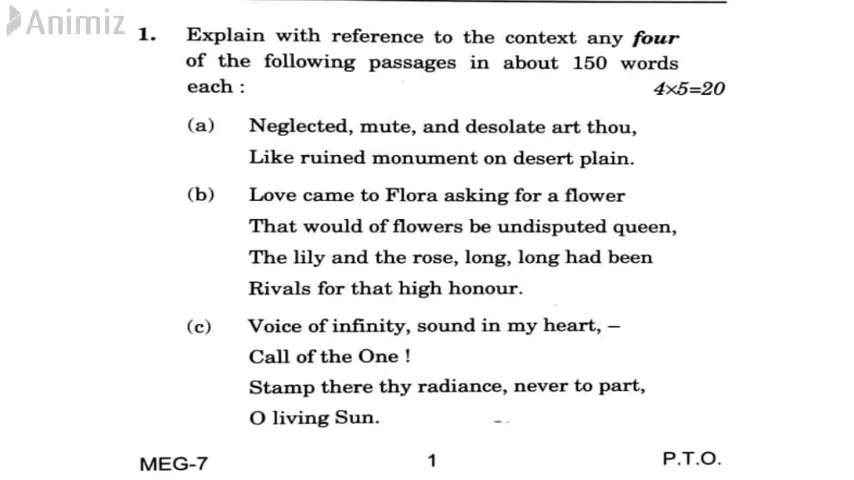 Animiz
1. Explain with reference to the context any four
of the following passages in about 150 words
each : 4×5=20
(a) Neglected, mute, and desolate art thou,
Like ruined monument on desert plain.
(b) Love came to Flora asking for a flower
That would of flowers be undisputed queen,
The lily and the rose, long, long had been
Rivals for that high honour.
(c) Voice of infinity, sound in my heart, –
Call of the One !
Stamp there thy radiance, never to part,
O living Sun.
MEG-7 1 P.T.O.